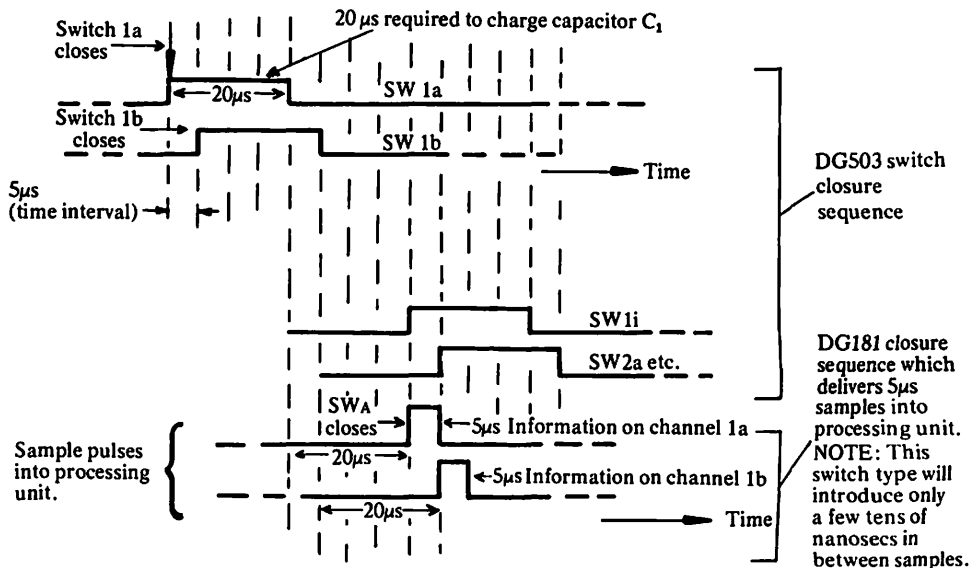 20 μs required to charge capacitor C₁
Switch 1a
closes
20μs
SW 1a
Switch 1b
closes
SW 1b
Time
5μs
(time interval)
DG503 switch
closure
sequence
SW1i
SW2a etc.
DG181 closure
sequence which
delivers 5μs
samples into
processing unit.
NOTE: This
switch type will
introduce only
a few tens of
nanosecs in
between samples.
SWA
closes
5μs Information on channel 1a
Sample pulses
into processing
unit.
20μs
5μs Information on channel 1b
20μs
Time